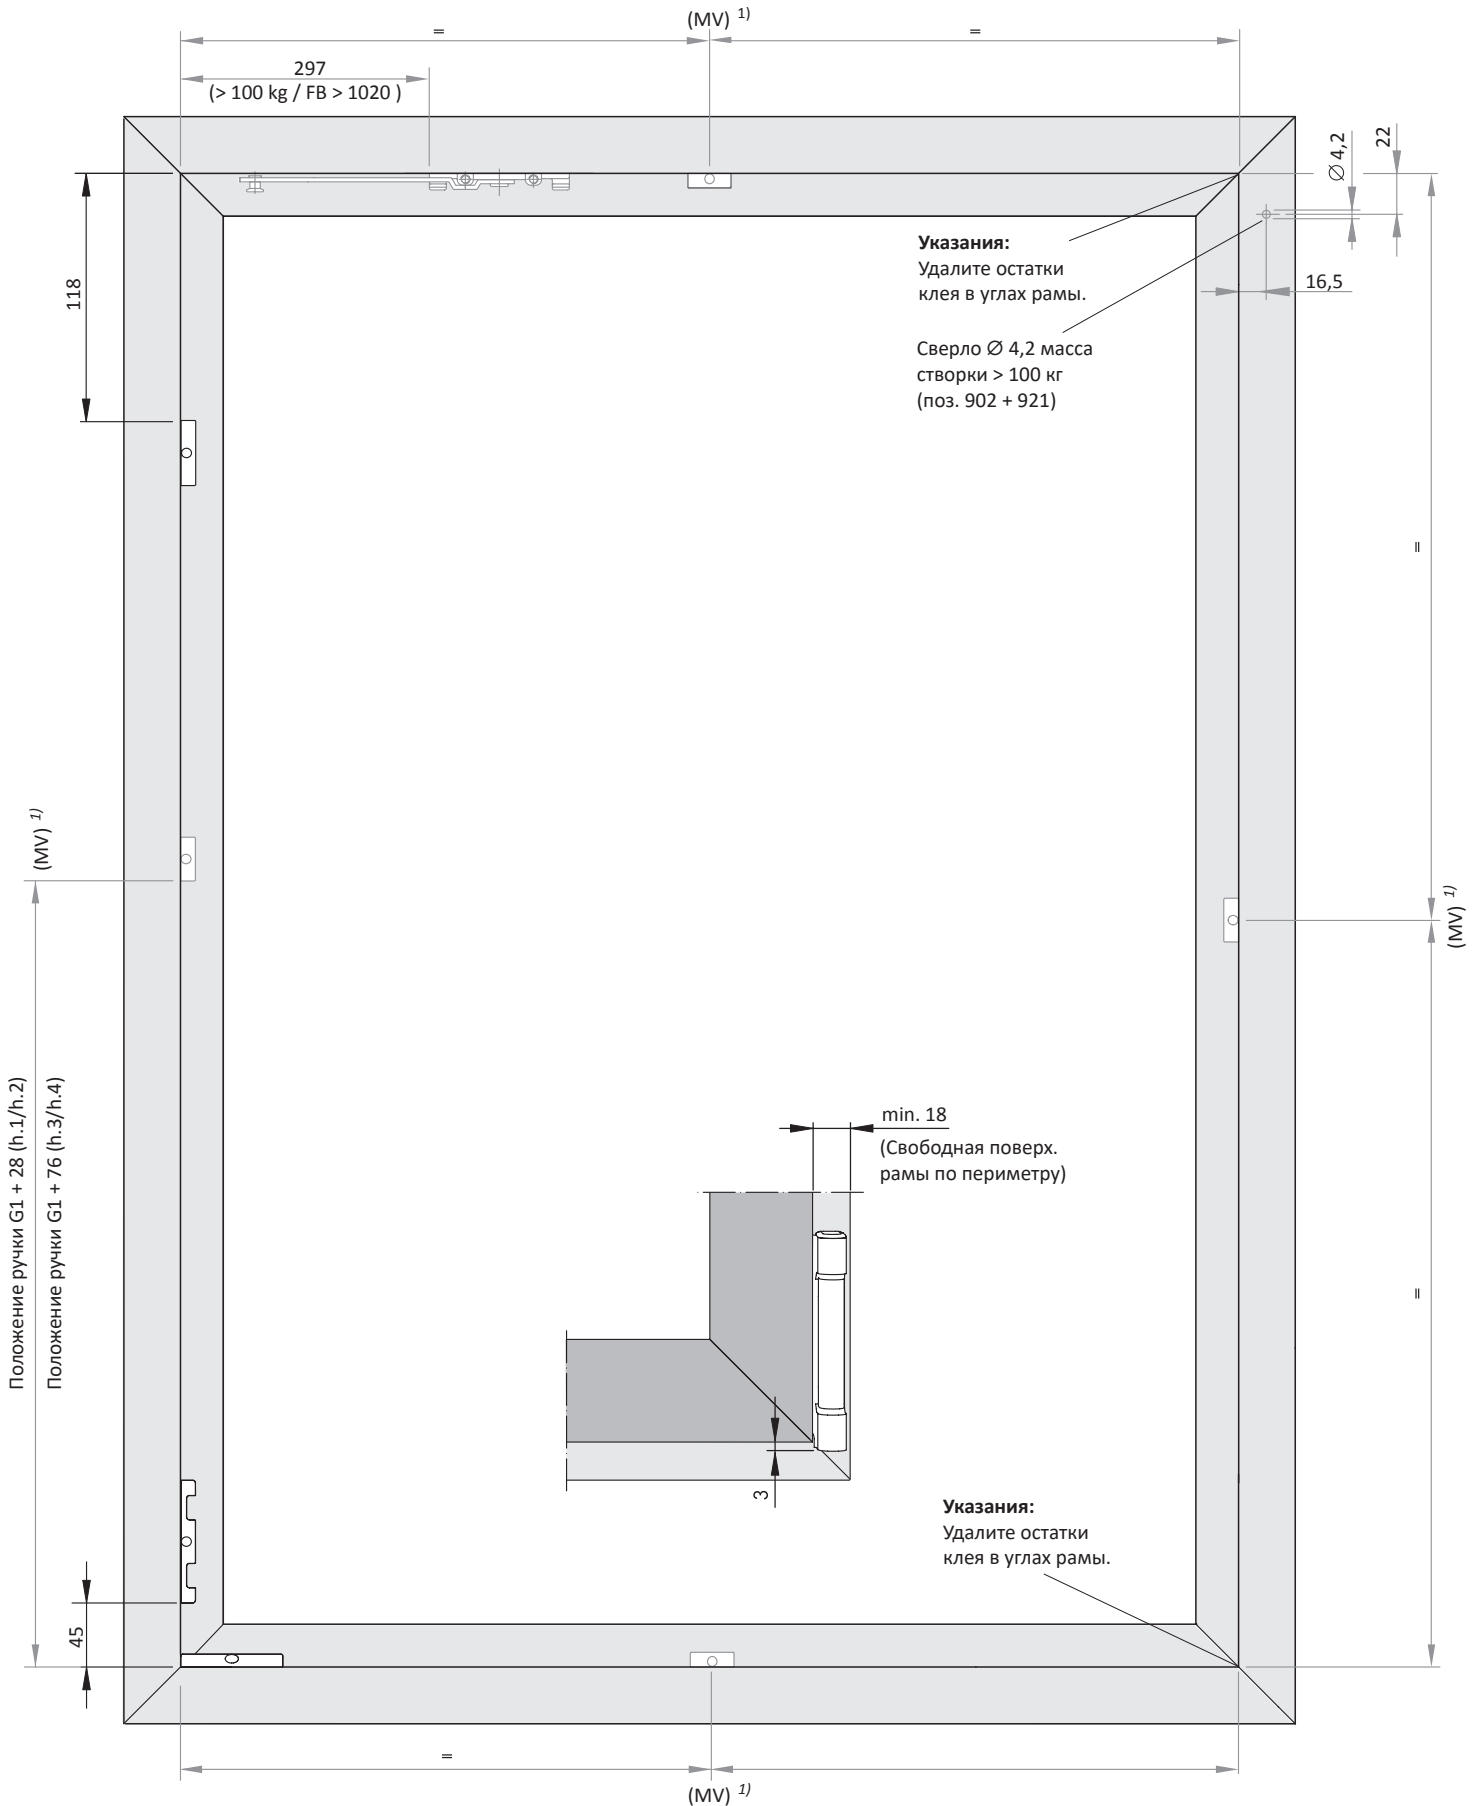 (MV) 1)
=
=
297
(> 100 kg / FB > 1020 )
22
∅ 4,2
Указания:
Удалите остатки
клея в углах рамы.
16,5
118
Сверло ∅ 4,2 масса
створки > 100 кг
(поз. 902 + 921)
=
(MV) 1)
(MV) 1)
Положение ручки G1 + 28 (h.1/h.2)
Положение ручки G1 + 76 (h.3/h.4)
min. 18
(Свободная поверх.
рамы по периметру)
=
3
Указания:
Удалите остатки
клея в углах рамы.
45
=
(MV) 1)